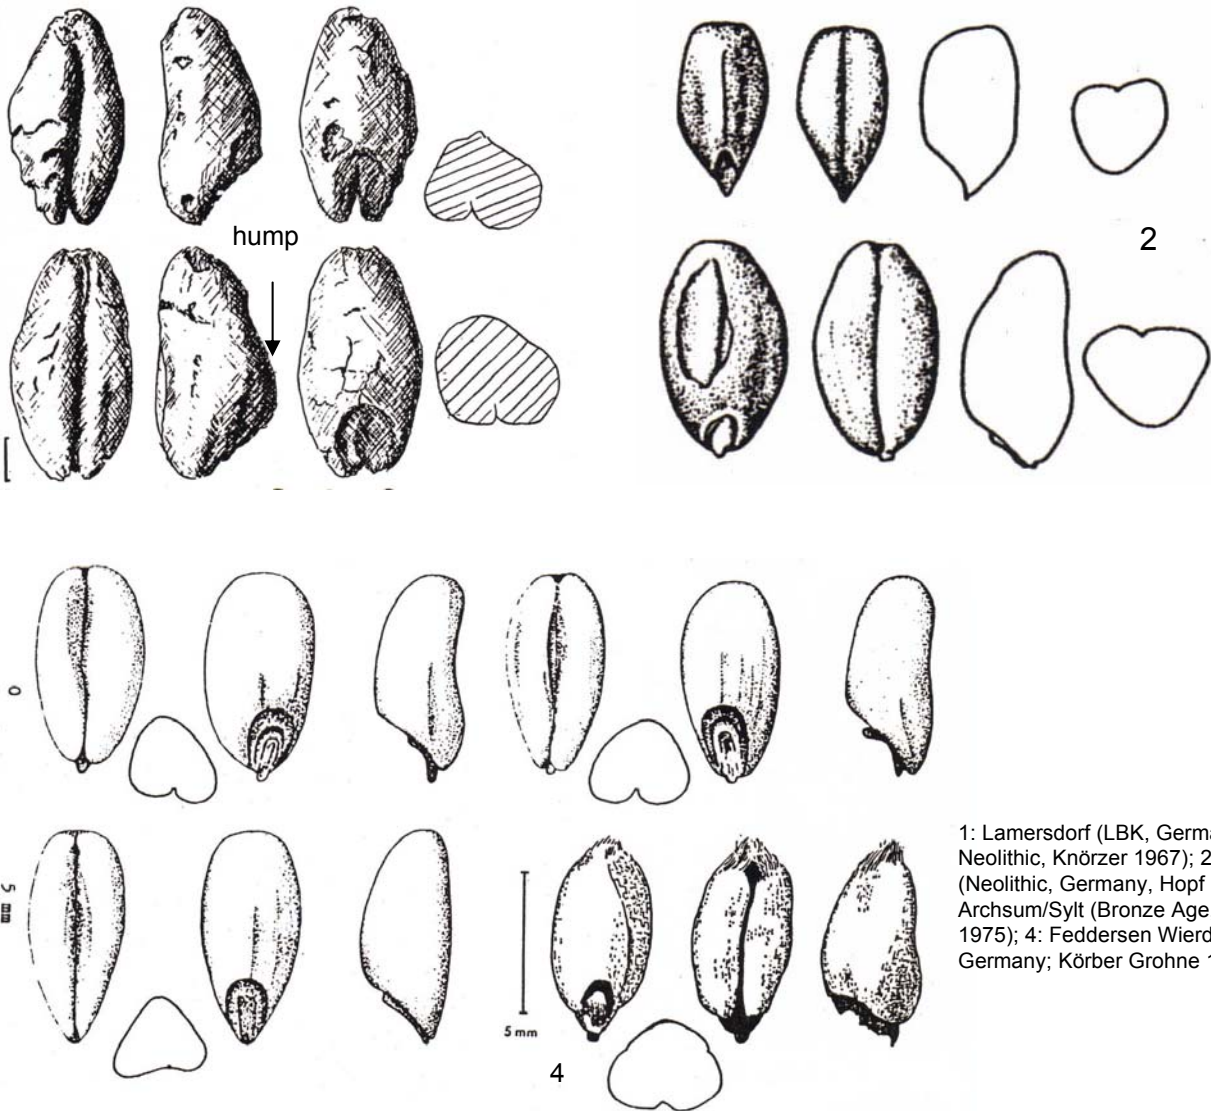 hump
2
0
5 mm
5 mm
4
1: Lamersdorf (LBK, Germa
Neolithic, Knörzer 1967); 2
(Neolithic, Germany, Hopf
Archsum/Sylt (Bronze Age
1975); 4: Feddersen Wierd
Germany; Körber Grohne 1